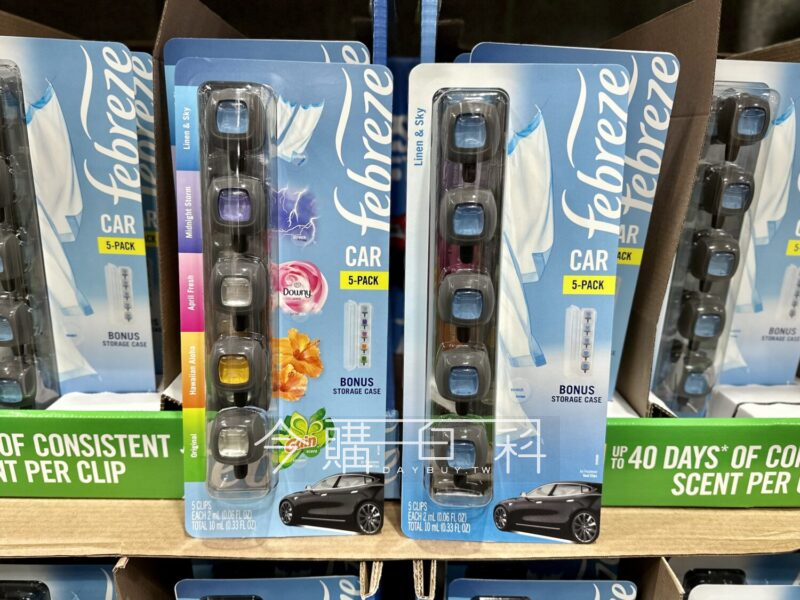 febreze
CAR
5-PACK
BONUS
STORAGE CASE
OF CONSISTENT
NT PER CLIP
febreze
Linen & Sky
Midnight Storm
April Fresh
Hawaiian Aloha
Original
CAR
5-PACK
Downy
BONUS
STORAGE CASE
Gain
5 CLIPS
EACH 2 mL (0.06 FL OZ)
TOTAL 10 mL (0.33 FL OZ)
febreze
Linen & Sky
CAR
5-PACK
BONUS
STORAGE CASE
5 CLIPS
EACH 2 mL (0.06 FL OZ)
TOTAL 10 mL (0.33 FL OZ)
BONUS
STORAGE CASE
UP TO 40 DAYS* OF CO
SCENT PER
今購百科
DAYBUY.TW